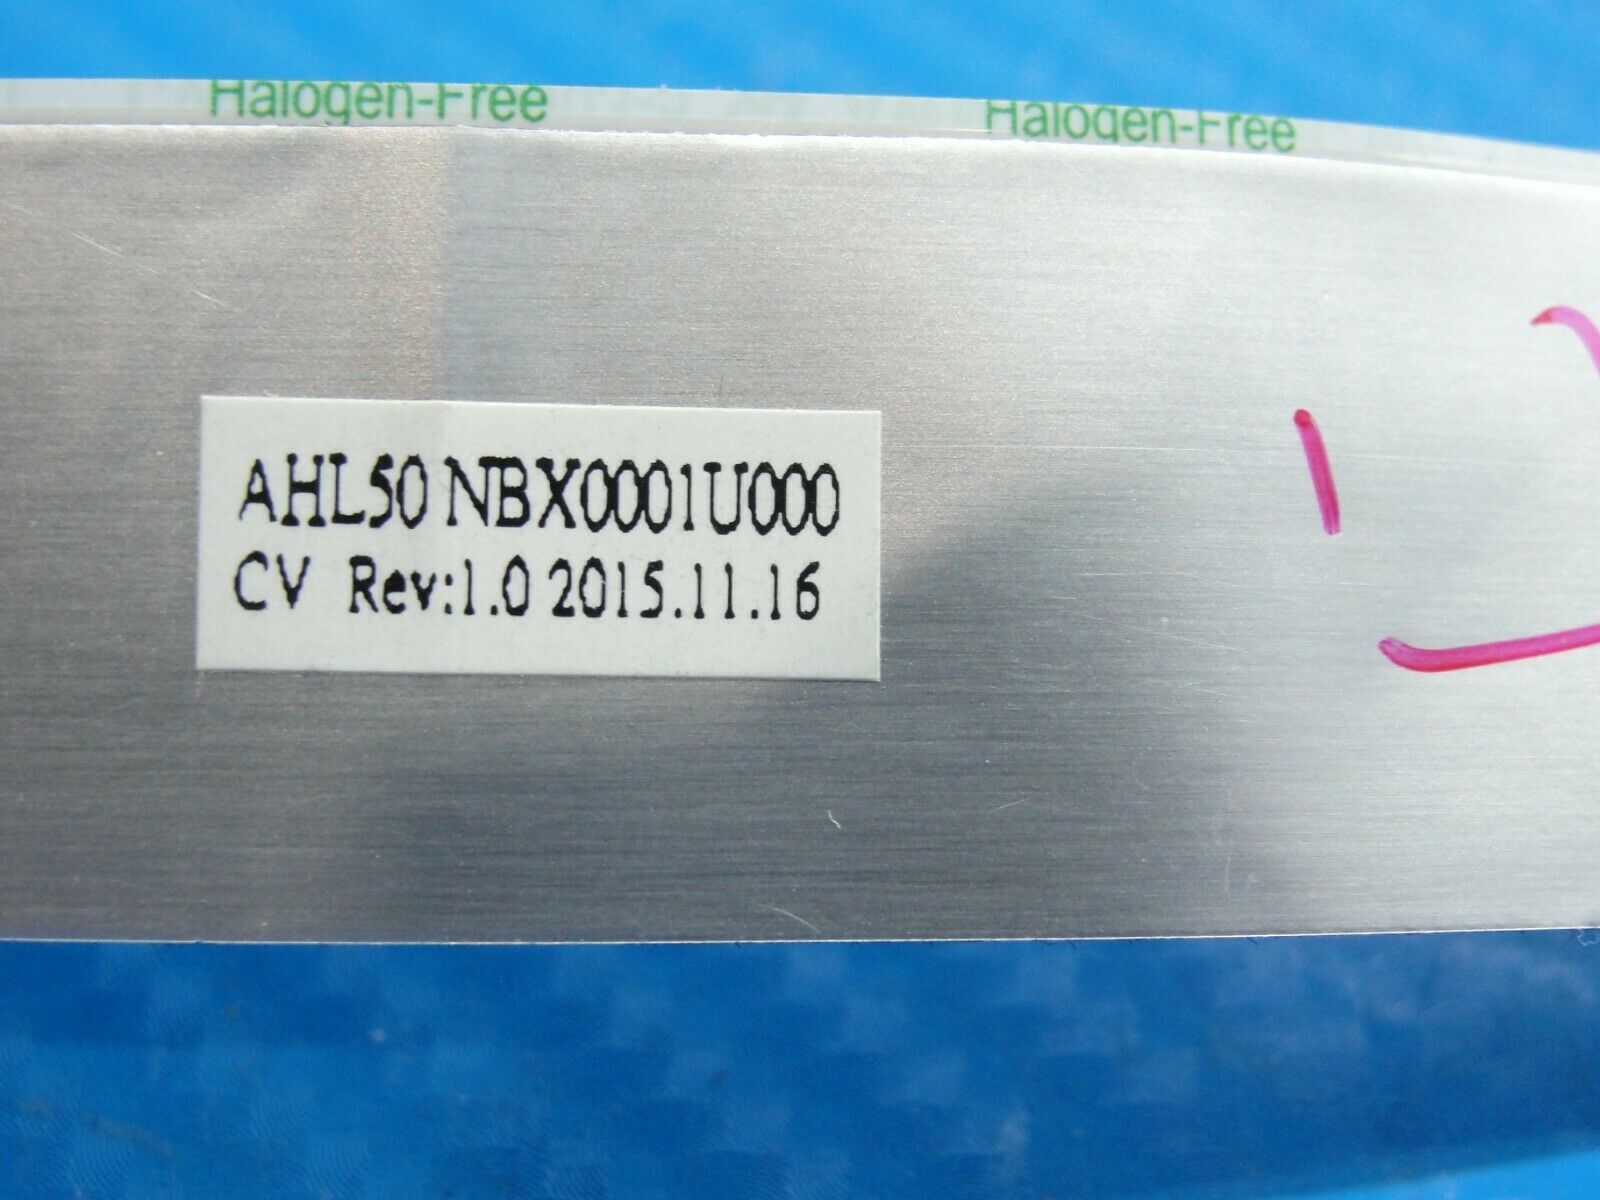 Halogen-Free Halogen-Free
AHL50 NBX0001U000
CV Rev:1.0 2015.11.16